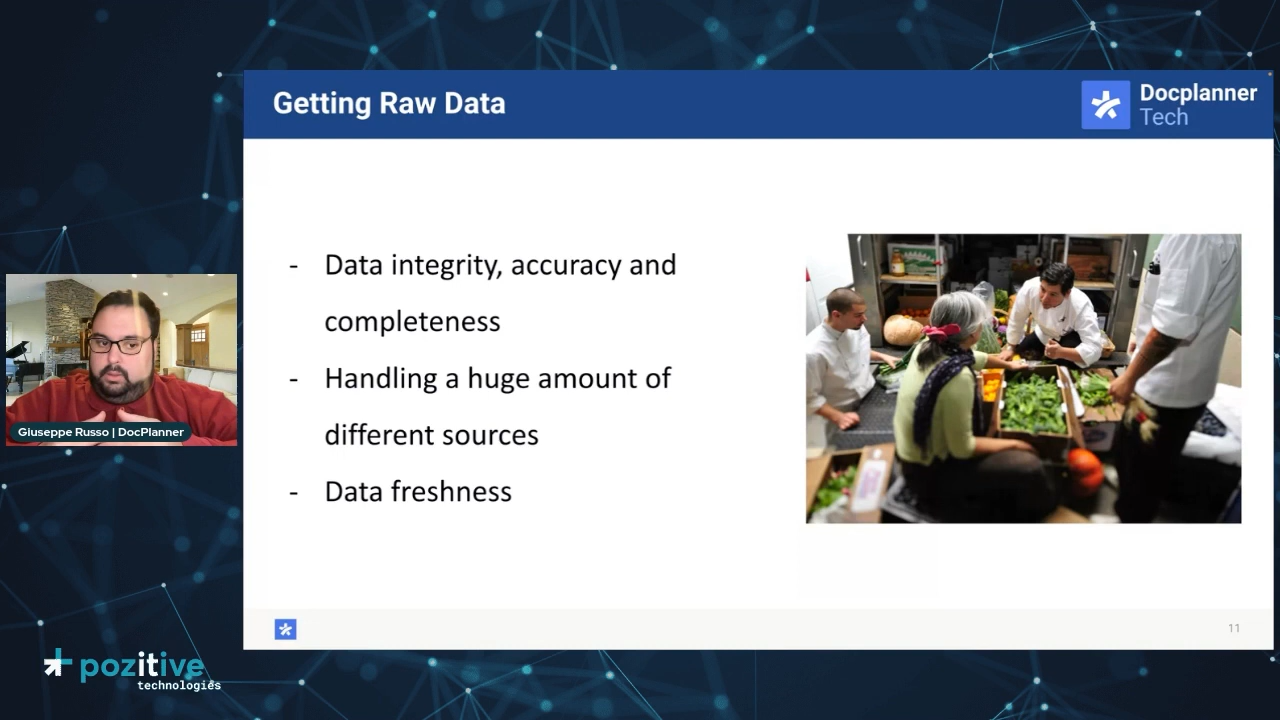 Getting Raw Data
Docplanner
Tech
- Data integrity, accuracy and
completeness
- Handling a huge amount of
different sources
- Data freshness
Giuseppe Russo | DocPlanner
11
pozitive
technologies